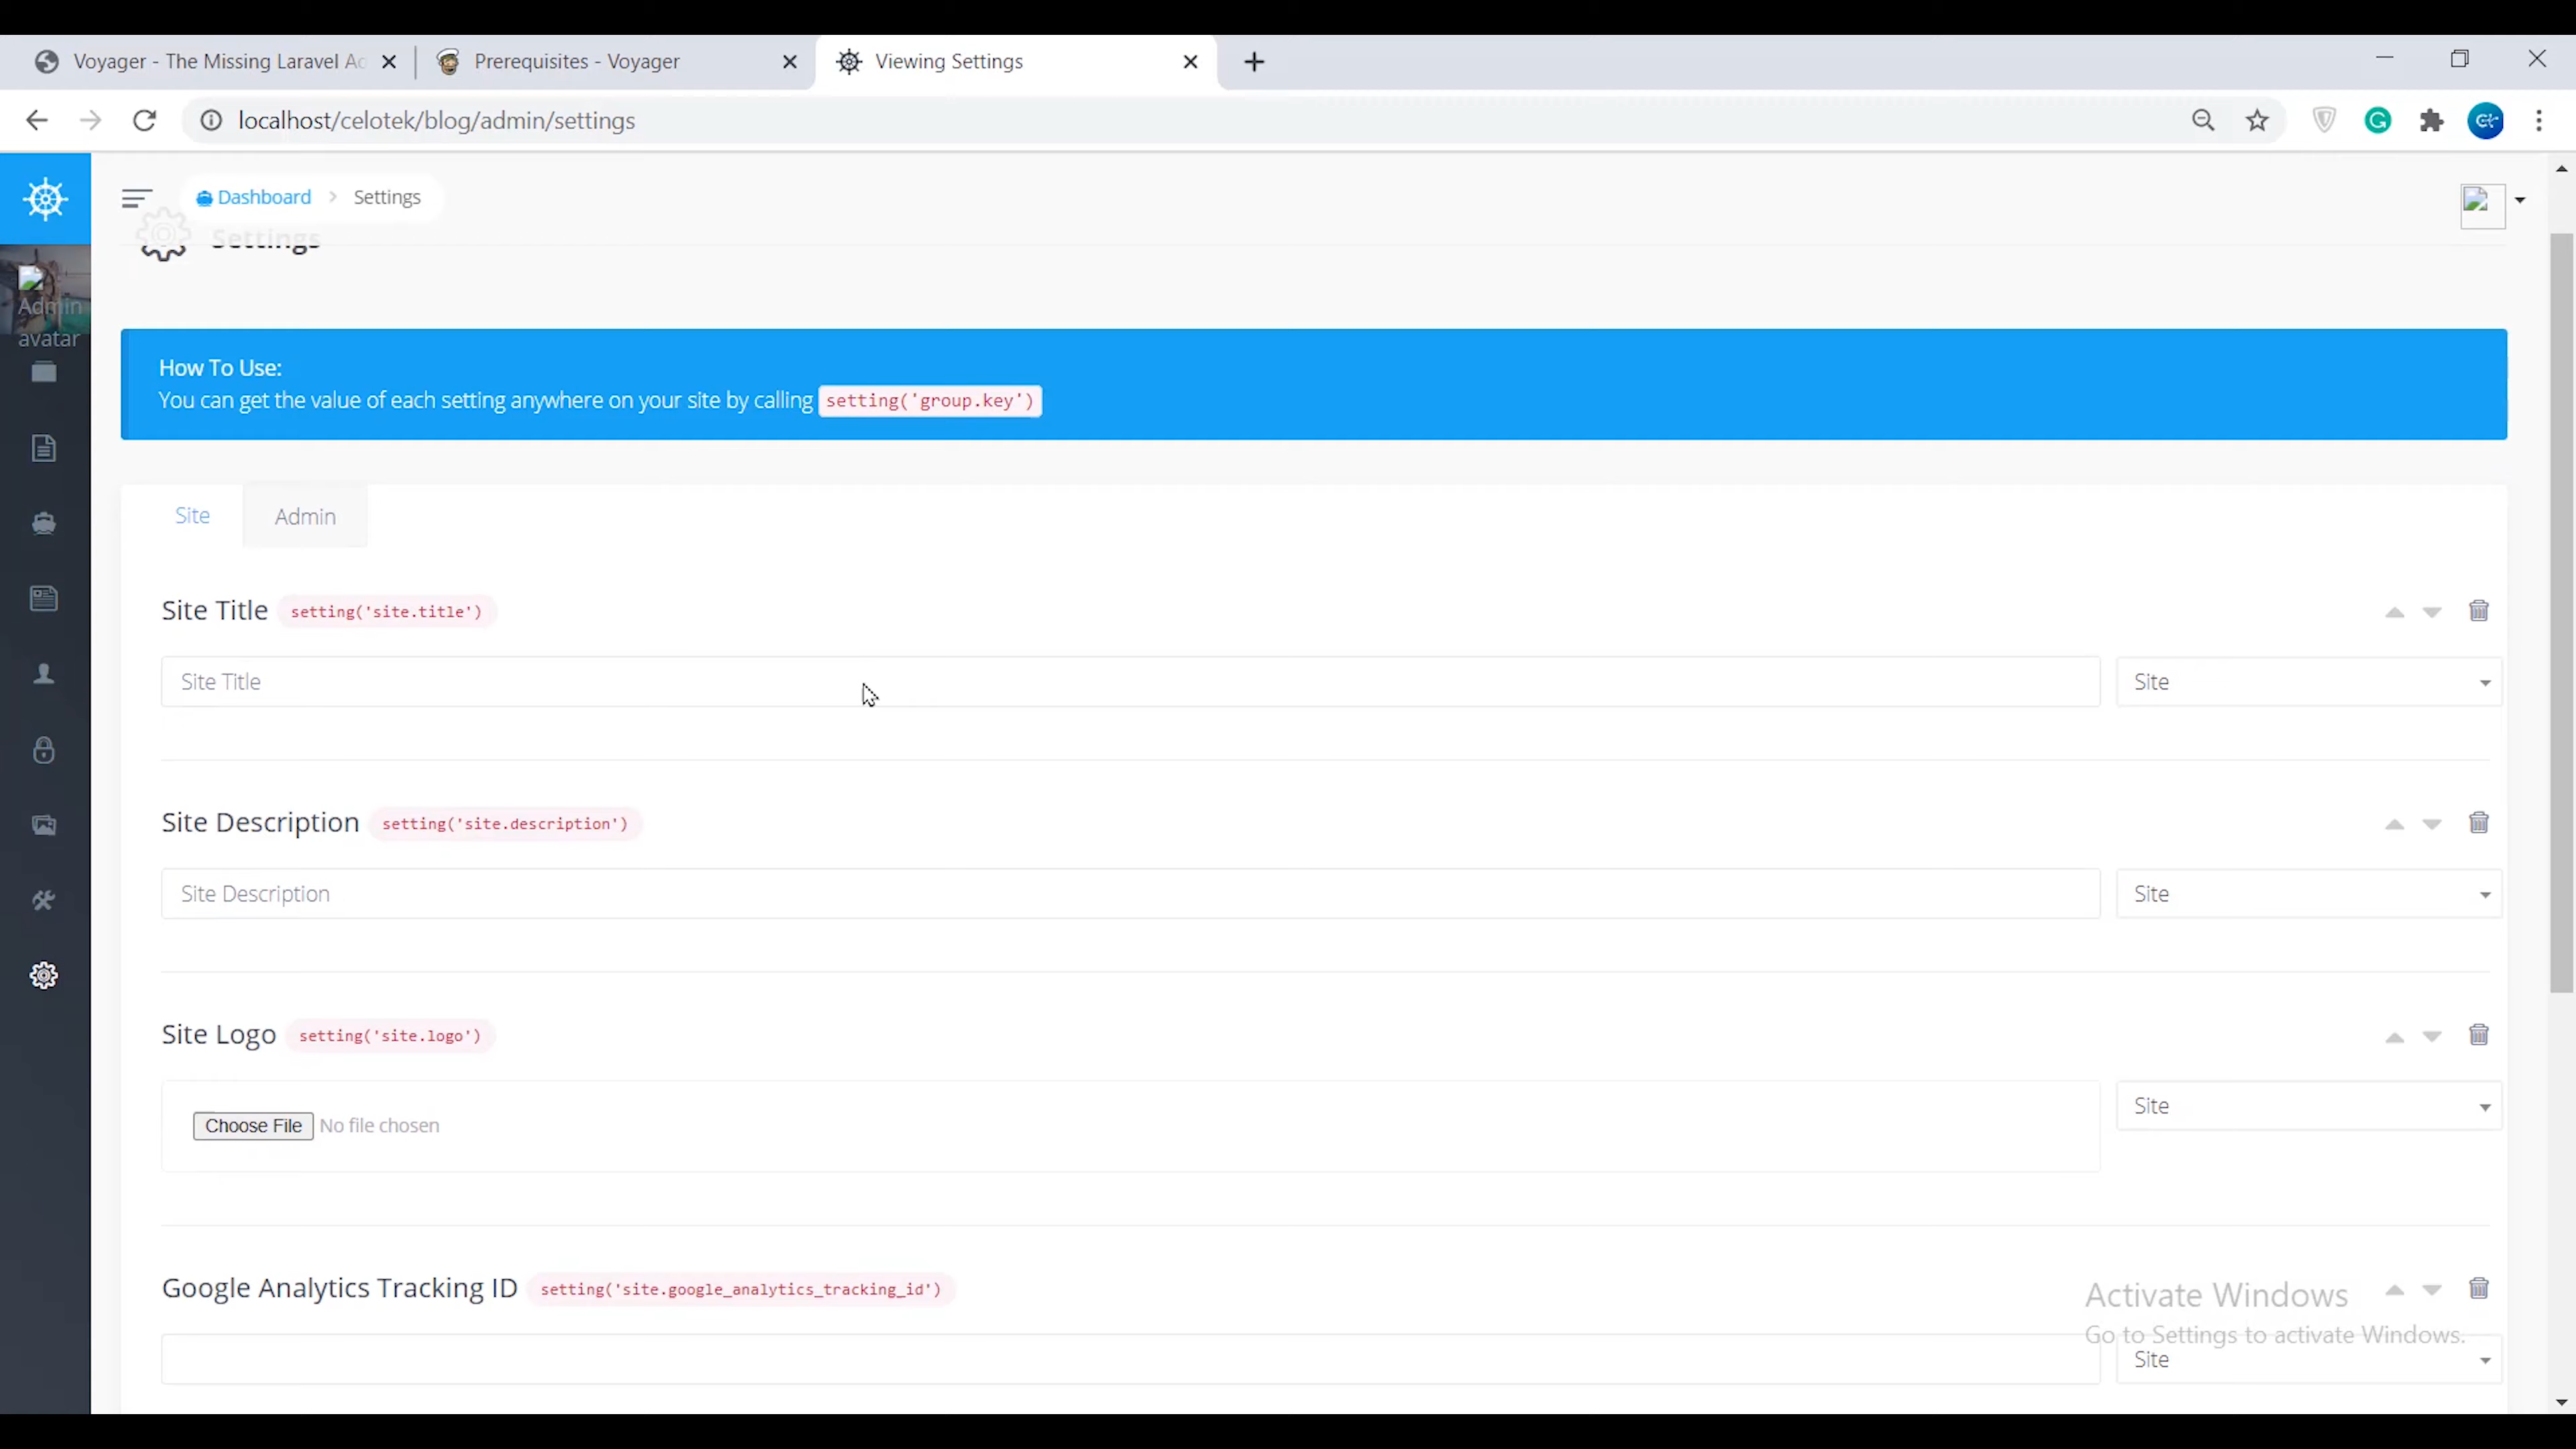 Voyager - The Missing Laravel Ad
Prerequisites - Voyager
Viewing Settings
localhost/celotek/blog/admin/settings
Dashboard > Settings
Settings
Admin
avatar
How To Use:
You can get the value of each setting anywhere on your site by calling setting('group.key')
Site
Admin
Site Title setting('site.title')
Site Title
Site
Site Description setting('site.description')
Site Description
Site
Site Logo setting('site.logo')
Choose File No file chosen
Site
Google Analytics Tracking ID setting('site.google_analytics_tracking_id')
Activate Windows
Go to Settings to activate Windows.
Site